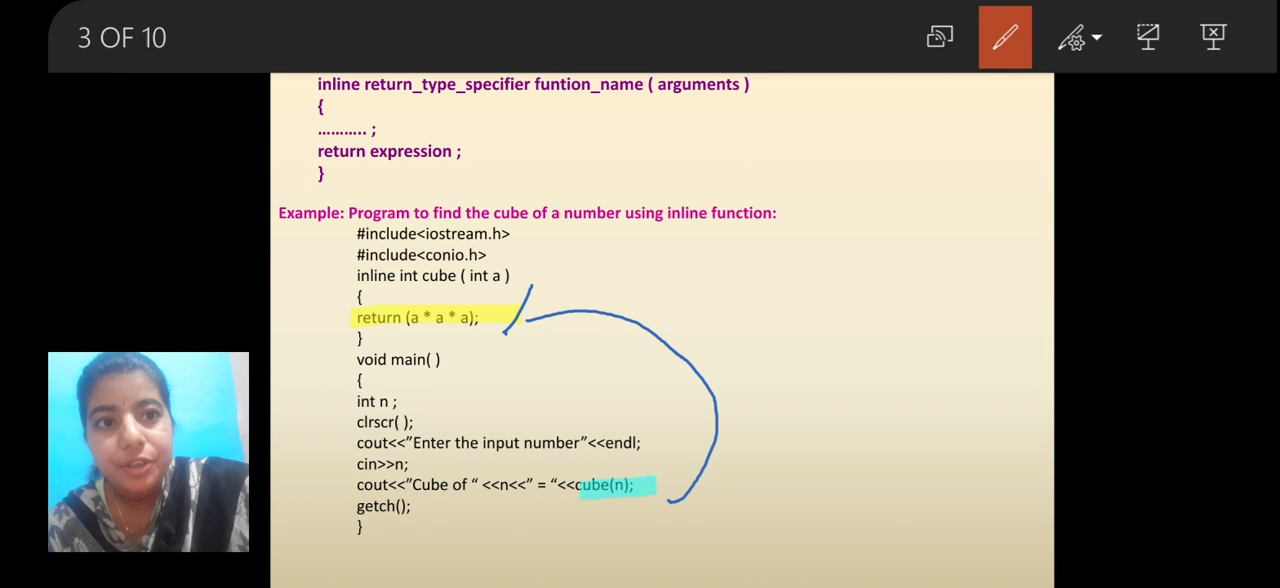 3 OF 10
inline return_type_specifier funtion_name ( arguments )
{
……….. ;
return expression ;
}
Example: Program to find the cube of a number using inline function:
#include<iostream.h>
#include<conio.h>
inline int cube ( int a )
{
return (a * a * a);
}
void main( )
{
int n ;
clrscr( );
cout<<”Enter the input number”<<endl;
cin>>n;
cout<<”Cube of “ <<n<<” = “<<cube(n);
getch();
}